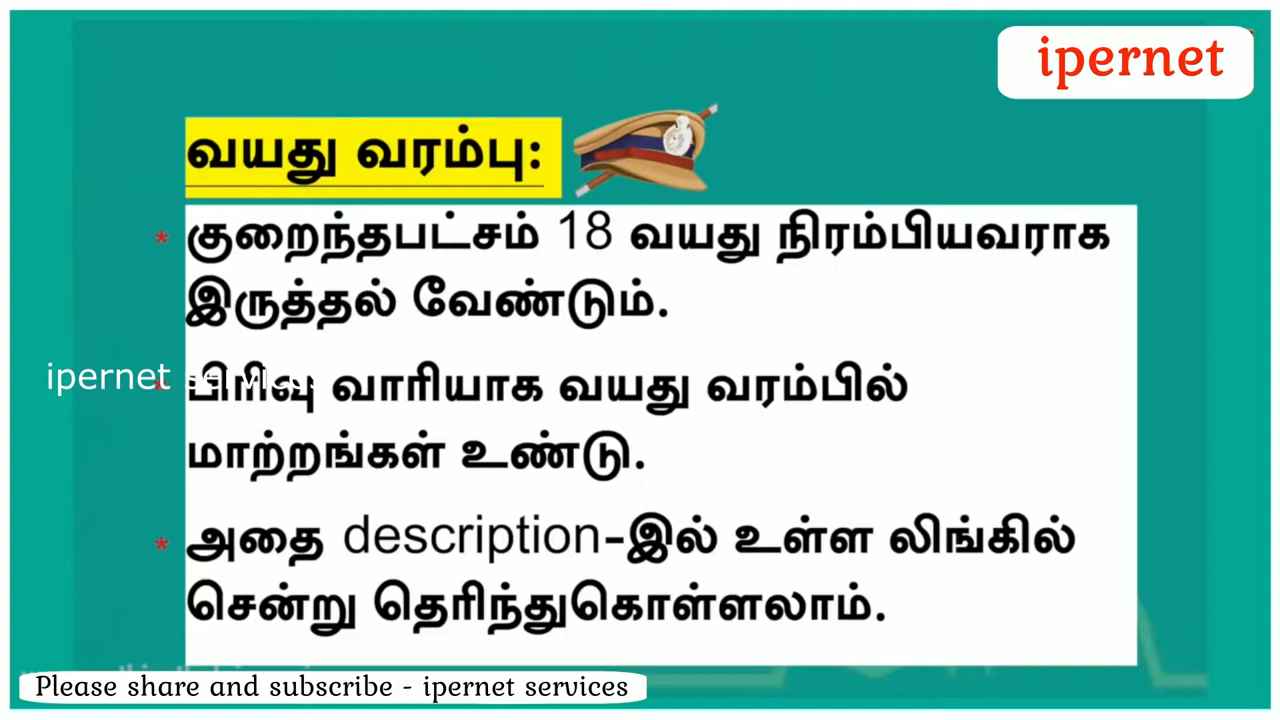 ipernet
வயது வரம்பு:
* குறைந்தபட்சம் 18 வயது நிரம்பியவராக
இருத்தல் வேண்டும்.
ipernet services
* பிரிவு வாரியாக வயது வரம்பில்
மாற்றங்கள் உண்டு.
* அதை description-இல் உள்ள லிங்கில்
சென்று தெரிந்துகொள்ளலாம்.
Please share and subscribe - ipernet services